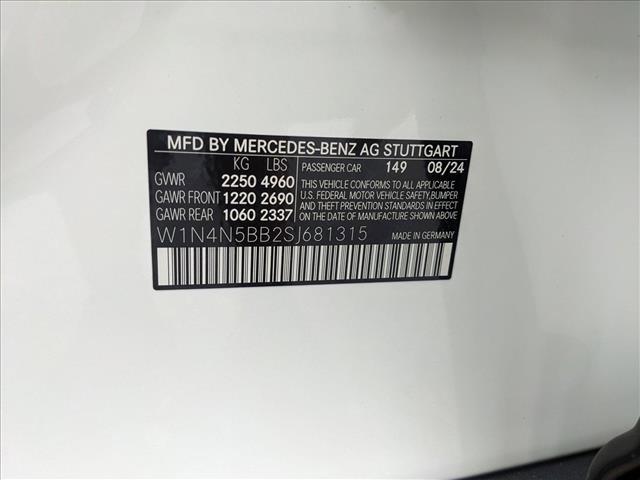 MFD BY MERCEDES-BENZ AG STUTTGART
KG LBS PASSENGER CAR 149 08/24
GVWR 2250 4960 THIS VEHICLE CONFORMS TO ALL APPLICABLE
GAWR FRONT 1220 2690 U.S. FEDERAL MOTOR VEHICLE SAFETY, BUMPER
GAWR REAR 1060 2337 AND THEFT PREVENTION STANDARDS IN EFFECT
ON THE DATE OF MANUFACTURE SHOWN ABOVE.
W1N4N5BB2SJ681315 MADE IN GERMANY